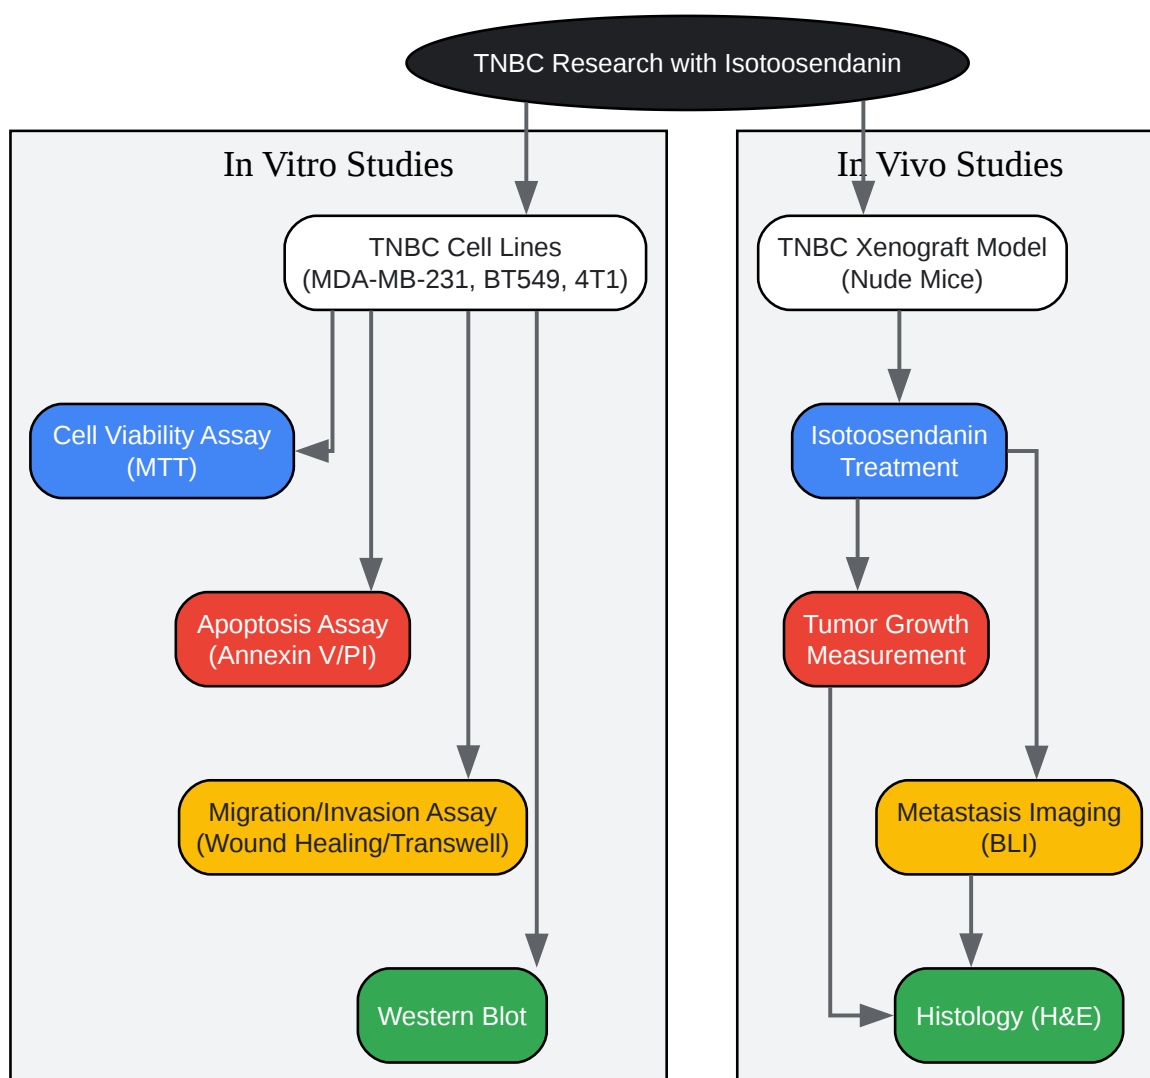 TNBC Research with Isotoosendanin
In Vitro Studies
TNBC Cell Lines
(MDA-MB-231, BT549, 4T1)
Cell Viability Assay
(MTT)
Apoptosis Assay
(Annexin V/PI)
Migration/Invasion Assay
(Wound Healing/Transwell)
Western Blot
In Vivo Studies
TNBC Xenograft Model
(Nude Mice)
Isotoosendanin
Treatment
Tumor Growth
Measurement
Metastasis Imaging
(BLI)
Histology (H&E)